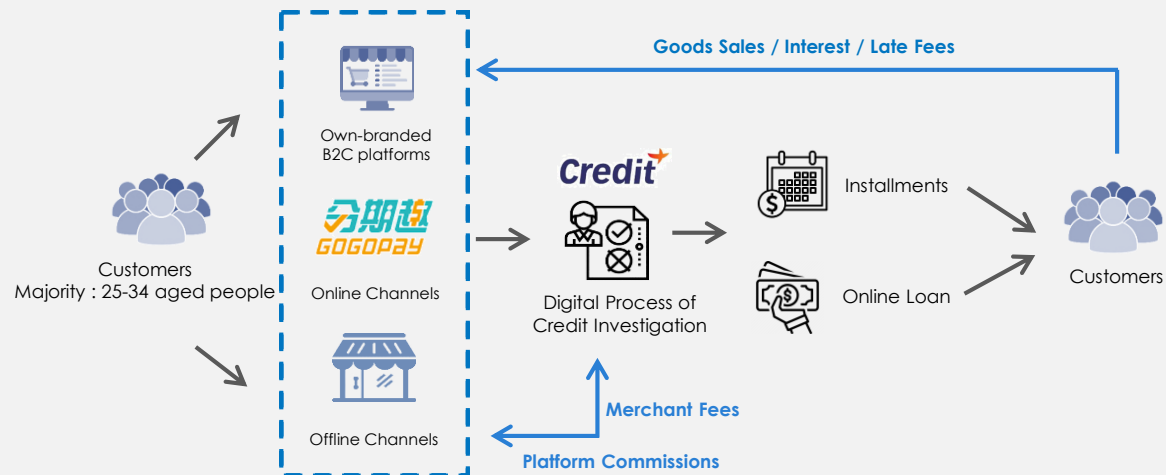 Goods Sales / Interest / Late Fees
Own-branded
B2C platforms
Credit
分期趣
GOGOPAY
Installments
Customers
Majority : 25-34 aged people
Online Channels
Digital Process of
Credit Investigation
Online Loan
Customers
Merchant Fees
Offline Channels
Platform Commissions